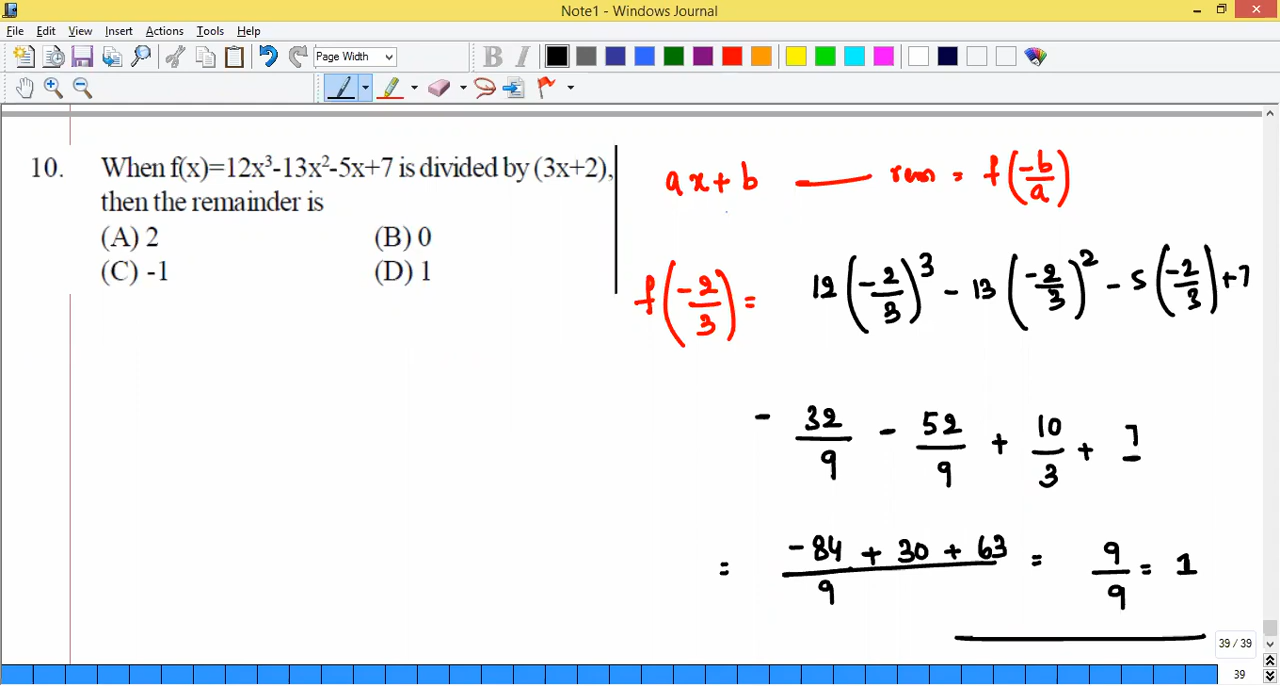 Note1 - Windows Journal
File Edit View Insert Actions Tools Help
Page Width
B I
10. When f(x)=12x³-13x²-5x+7 is divided by (3x+2),
then the remainder is
(A) 2 (B) 0
(C) -1 (D) 1
ax+b — rem = f(-b/a)
f(-2/3) = 12(-2/3)³ - 13(-2/3)² - 5(-2/3)+7
- 32/9 - 52/9 + 10/3 + 7
= -84 + 30 + 63/9 = 9/9 = 1
39 / 39
39